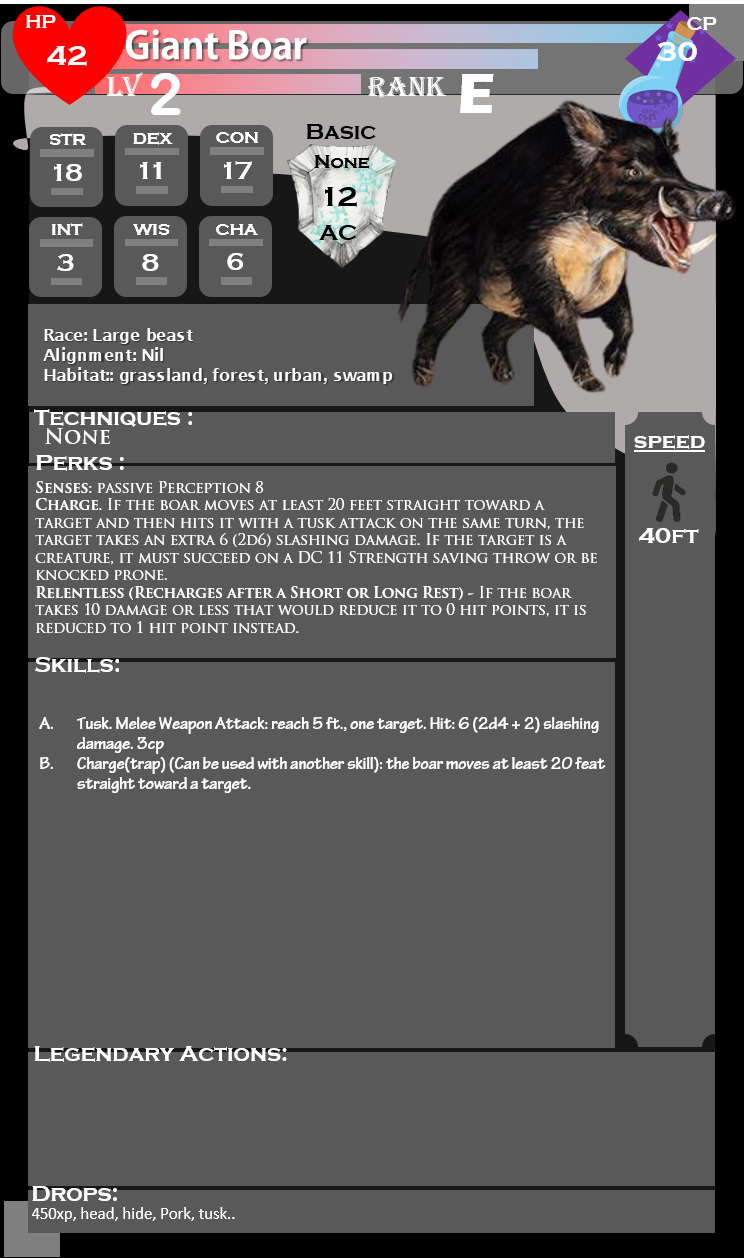 HP
42
Giant Boar
CP
30
LV 2
RANK E
STR
18
DEX
11
CON
17
INT
3
WIS
8
CHA
6
BASIC
NONE
12
AC
Race: Large beast
Alignment: Nil
Habitat:: grassland, forest, urban, swamp
TECHNIQUES :
NONE
PERKS :
SENSES: PASSIVE PERCEPTION 8
CHARGE. IF THE BOAR MOVES AT LEAST 20 FEET STRAIGHT TOWARD A
TARGET AND THEN HITS IT WITH A TUSK ATTACK ON THE SAME TURN, THE
TARGET TAKES AN EXTRA 6 (2D6) SLASHING DAMAGE. IF THE TARGET IS A
CREATURE, IT MUST SUCCEED ON A DC 11 STRENGTH SAVING THROW OR BE
KNOCKED PRONE.
RELENTLESS (RECHARGES AFTER A SHORT OR LONG REST) - IF THE BOAR
TAKES 10 DAMAGE OR LESS THAT WOULD REDUCE IT TO 0 HIT POINTS, IT IS
REDUCED TO 1 HIT POINT INSTEAD.
SPEED
40FT
SKILLS:
A. Tusk. Melee Weapon Attack: reach 5 ft., one target. Hit: 6 (2d4 + 2) slashing
damage. 3cp
B. Charge(trap) (Can be used with another skill): the boar moves at least 20 feat
straight toward a target.
LEGENDARY ACTIONS:
DROPS:
450xp, head, hide, Pork, tusk..